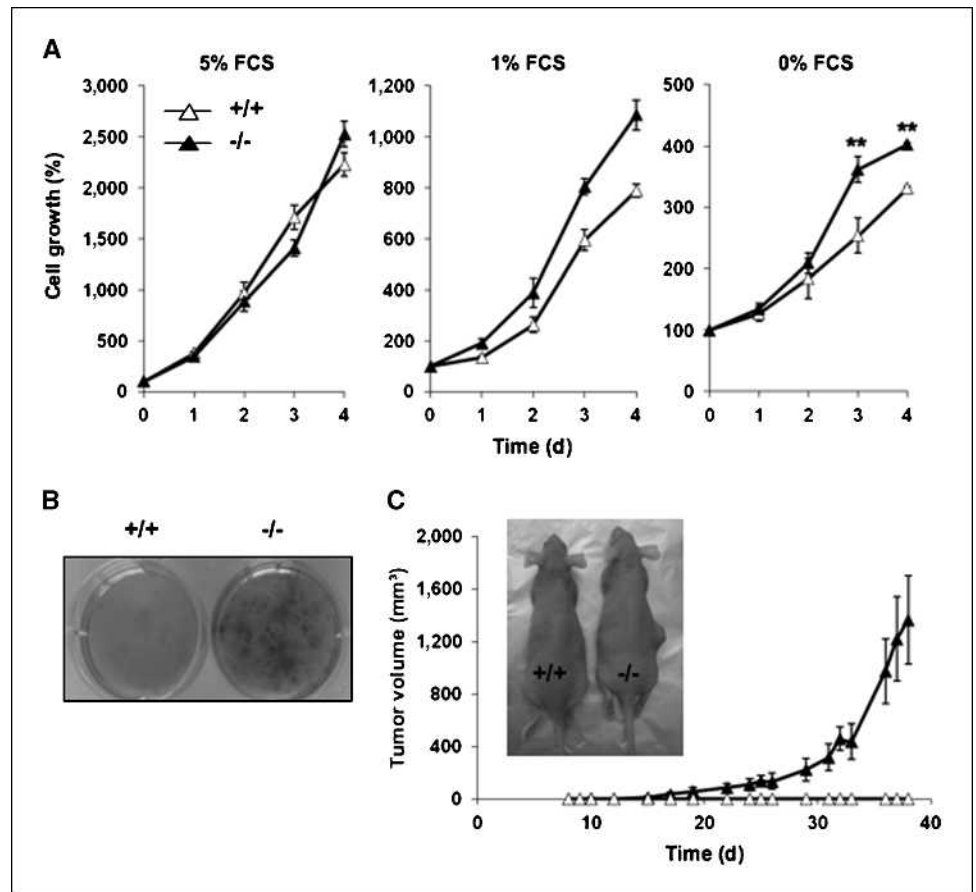 A
5% FCS
1% FCS
0% FCS
+/+
-/-
Cell growth (%)
3,000
2,500
2,000
1,500
1,000
500
0
0 1 2 3 4
1,200
1,000
800
600
400
200
0
0 1 2 3 4
500
400
300
200
100
0
0 1 2 3 4
** **
Time (d)
B
+/+ -/-
C
Tumor volume (mm³)
2,000
1,600
1,200
800
400
0
0 10 20 30 40
+/+ -/-
Time (d)